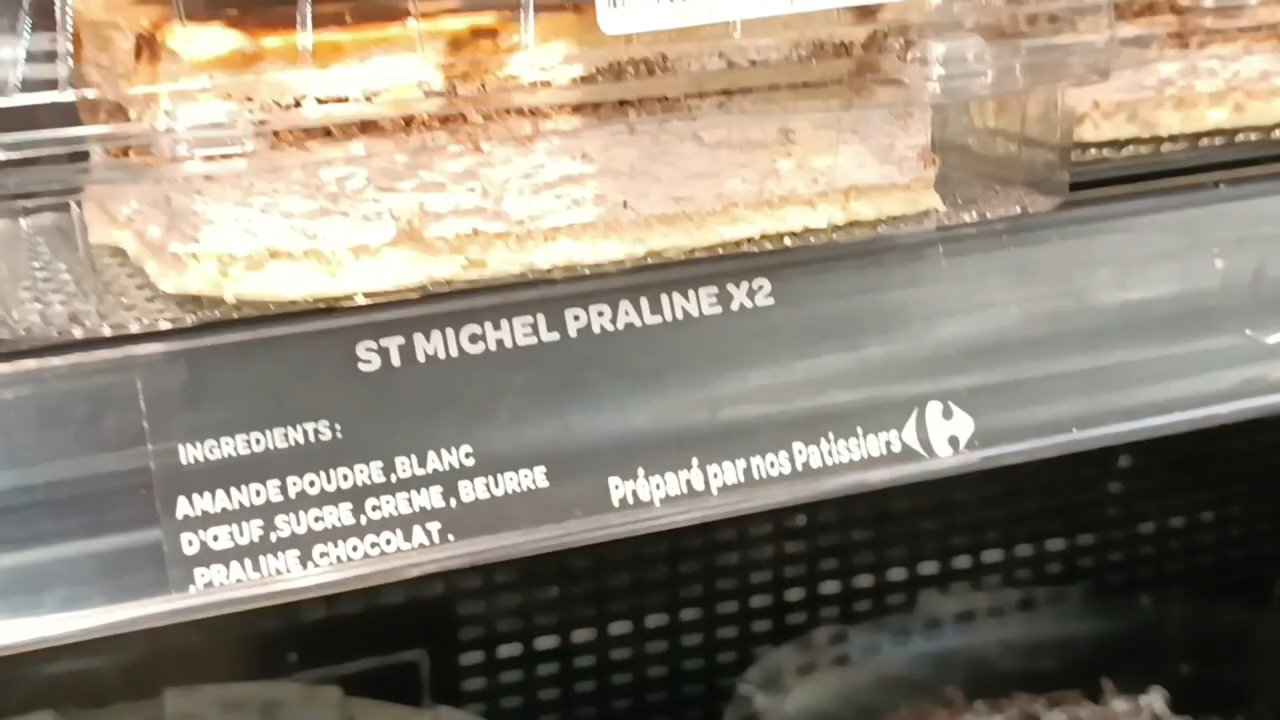 ST MICHEL PRALINE X2
INGREDIENTS:
AMANDE POUDRE,BLANC
D'ŒUF,SUCRE,CREME,BEURRE
,PRALINE,CHOCOLAT.
Préparé par nos Patissiers